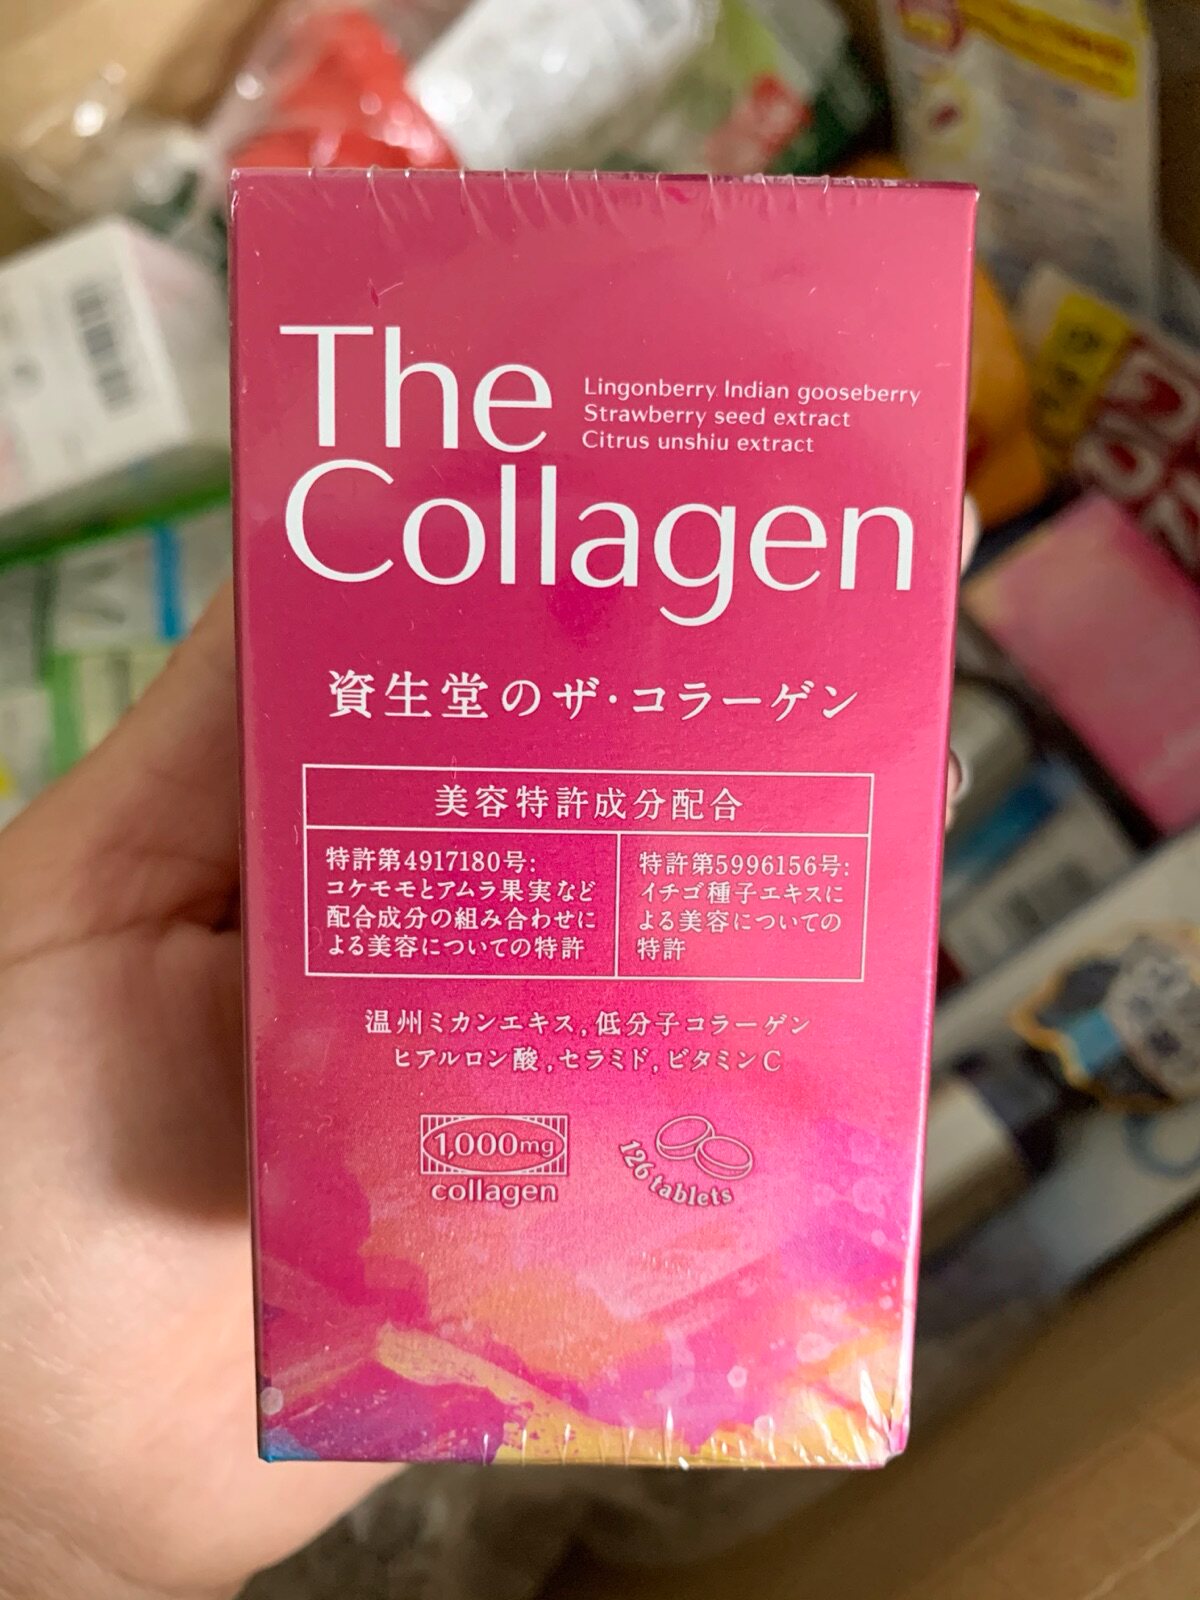 The
Collagen
Lingonberry, Indian gooseberry
Strawberry seed extract
Citrus unshiu extract
資生堂のザ・コラーゲン
美容特許成分配合
特許第4917180号:
コケモモとアムラ果実など
配合成分の組み合わせに
よる美容についての特許
特許第5996156号:
イチゴ種子エキスに
よる美容についての
特許
温州ミカンエキス,低分子コラーゲン
ヒアルロン酸,セラミド,ビタミンC
1,000mg
collagen
126 tablets